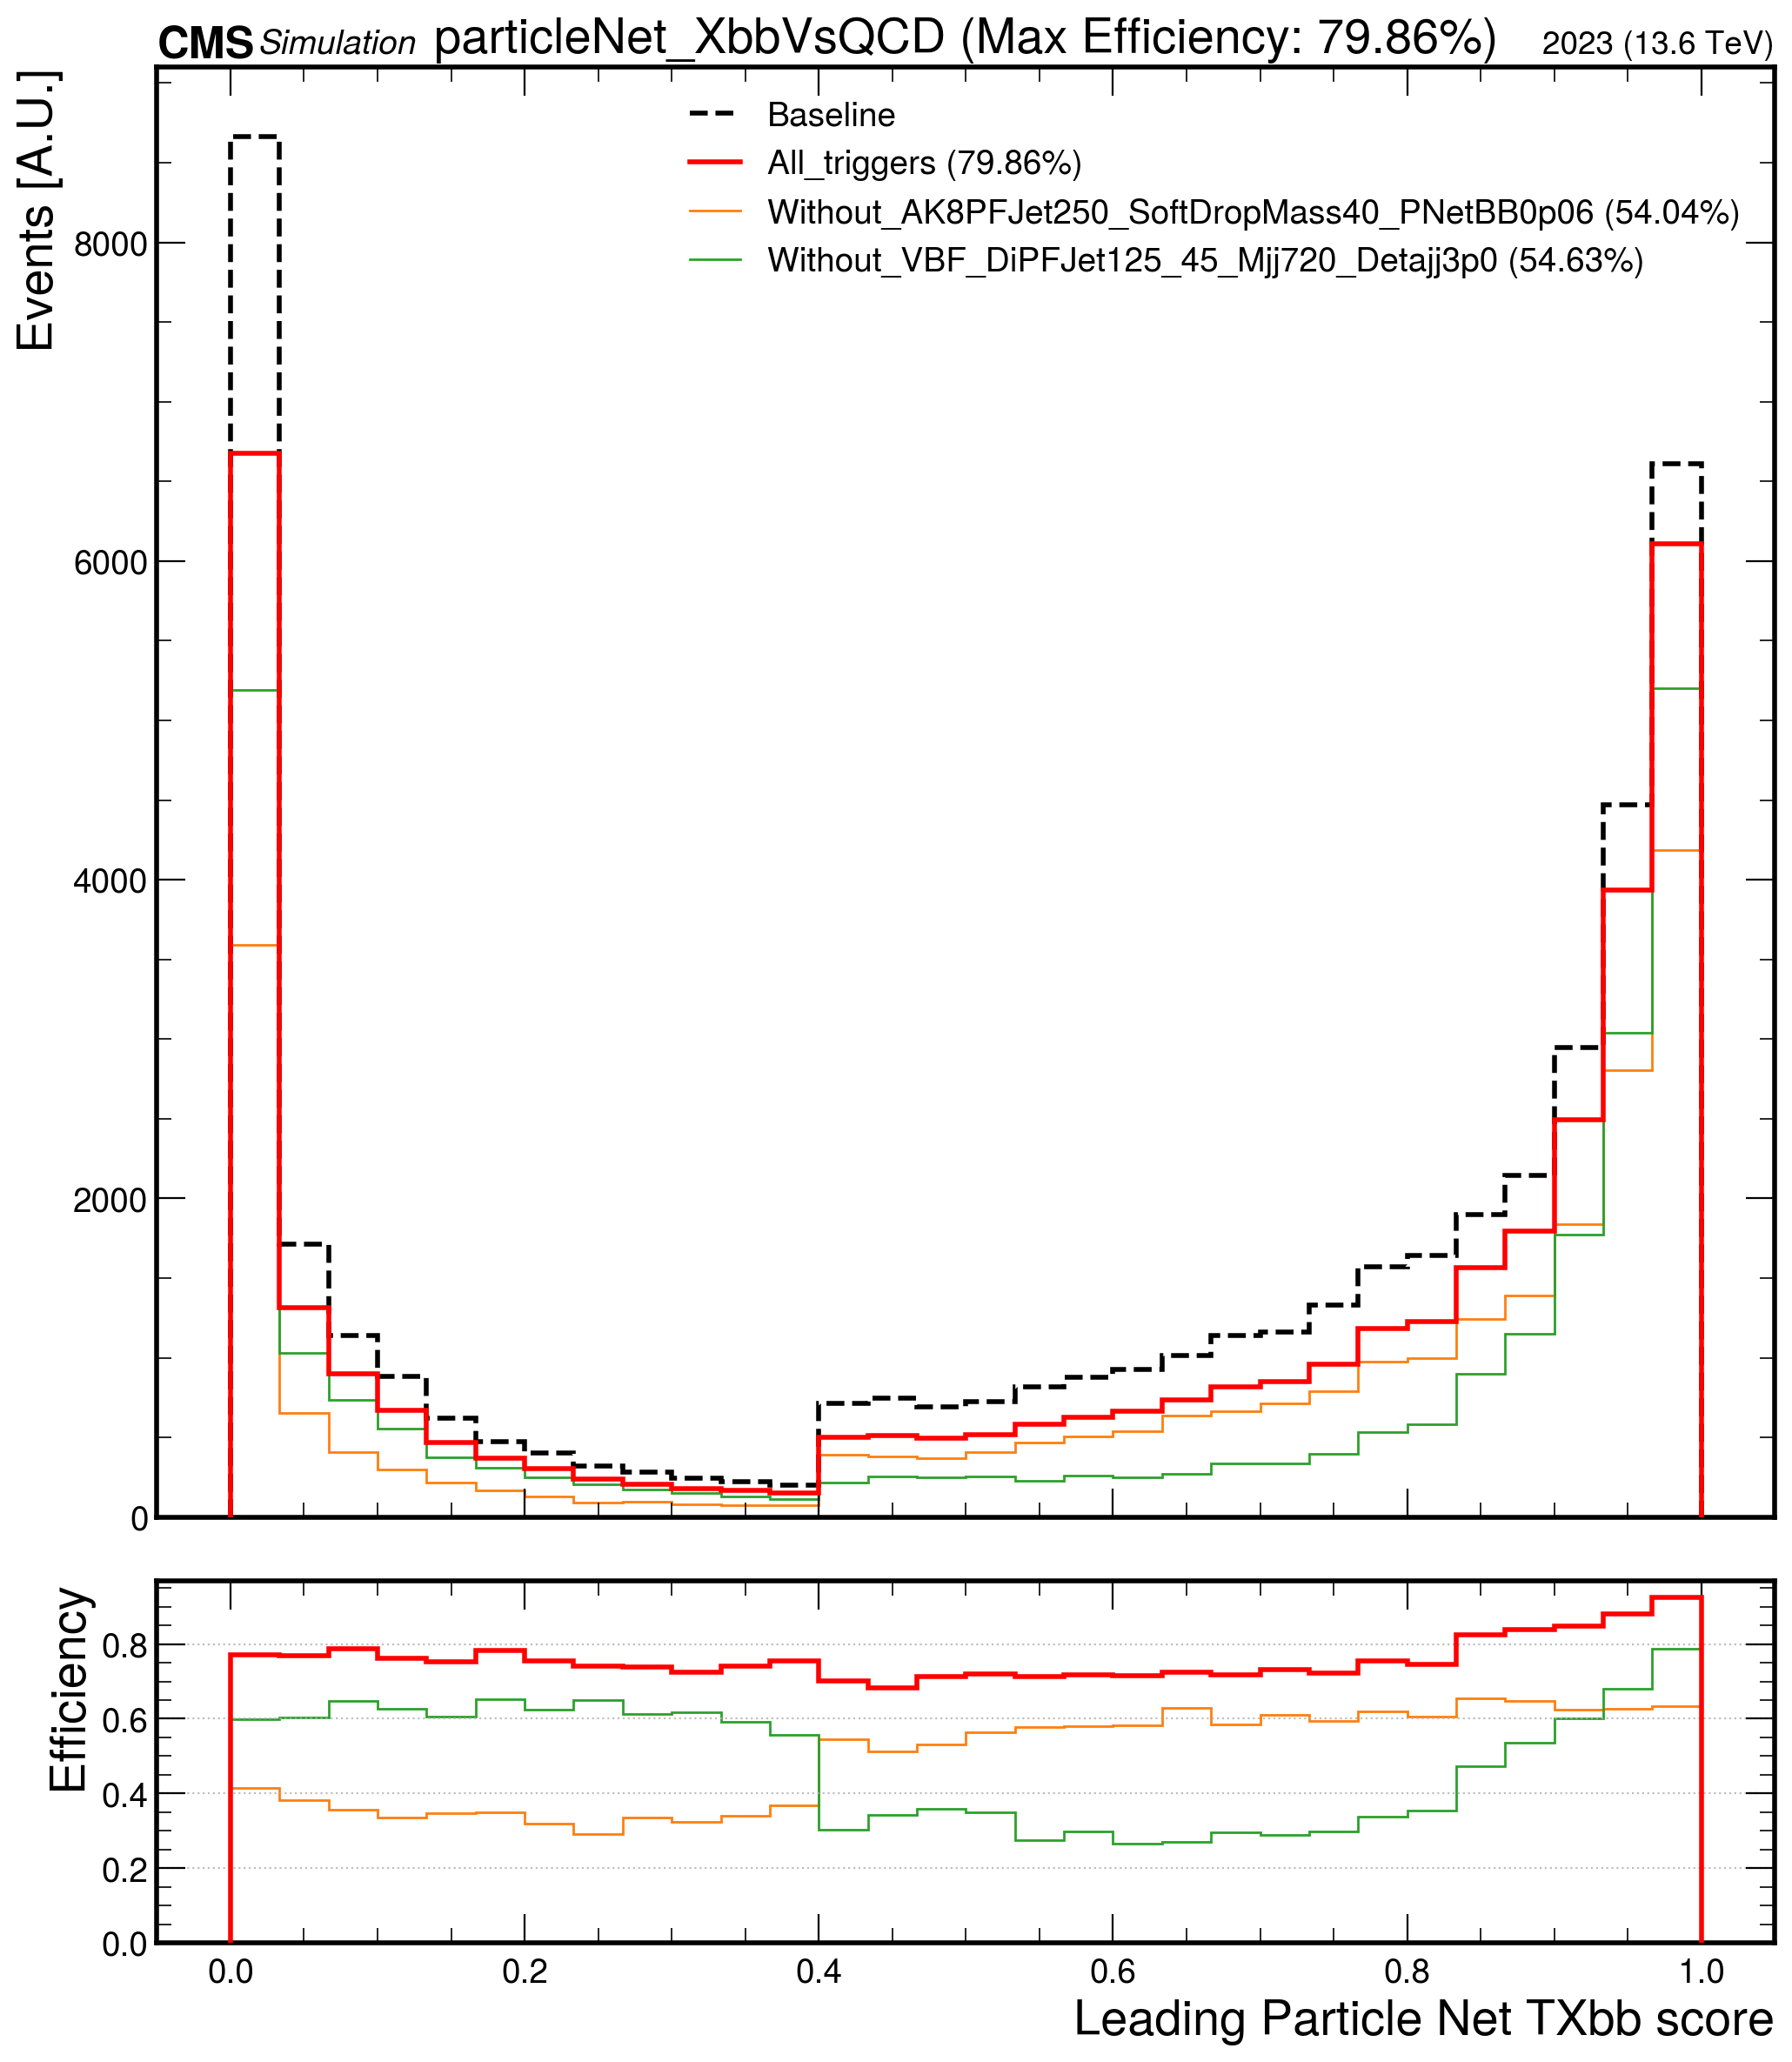 CMS Simulation particleNet_XbbVsQCD (Max Efficiency: 79.86%) 2023 (13.6 TeV)
Events [A.U.]
Baseline
All_triggers (79.86%)
Without_AK8PFJet250_SoftDropMass40_PNetBB0p06 (54.04%)
Without_VBF_DiPFJet125_45_Mjj720_Detajj3p0 (54.63%)
8000
6000
4000
2000
0
Efficiency
0.8
0.6
0.4
0.2
0.0
0.0 0.2 0.4 0.6 0.8 1.0
Leading Particle Net TXbb score